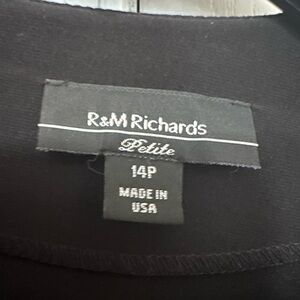 R&M Richards
Petite
14P
MADE IN
USA